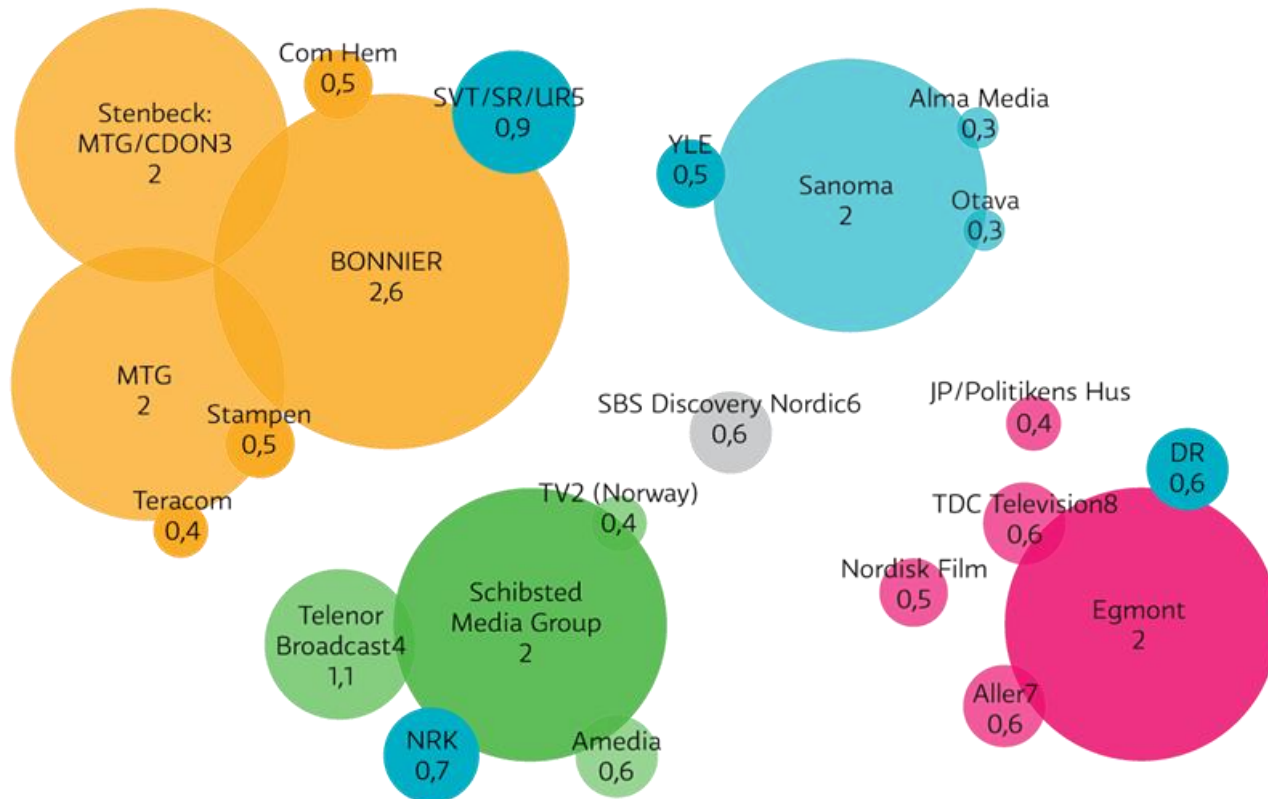 Com Hem
0,5
SVT/SR/UR5
0,9
Stenbeck:
MTG/CDON3
2
BONNIER
2,6
MTG
2
Stampen
0,5
Teracom
0,4
YLE
0,5
Sanoma
2
Alma Media
0,3
Otava
0,3
SBS Discovery Nordic6
0,6
TV2 (Norway)
0,4
Schibsted
Media Group
2
Telenor
Broadcast4
1,1
NRK
0,7
Amedia
0,6
JP/Politikens Hus
0,4
DR
0,6
TDC Television8
0,6
Nordisk Film
0,5
Egmont
2
Aller7
0,6